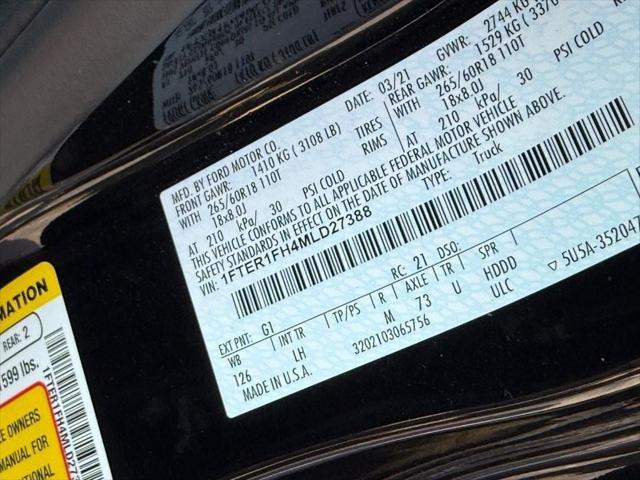 MFD. BY FORD MOTOR CO.
DATE: 03/21 GVWR: 2744 KG
FRONT GAWR: 1410 KG ( 3108 LB) REAR GAWR: 1529 KG ( 3370
WITH 265/60R18 110T TIRES WITH 265/60R18 110T
18x8.0J RIMS 18x8.0J
AT 210 kPa/ 30 PSI COLD AT 210 kPa/ 30 PSI COLD
THIS VEHICLE CONFORMS TO ALL APPLICABLE FEDERAL MOTOR VEHICLE
SAFETY STANDARDS IN EFFECT ON THE DATE OF MANUFACTURE SHOWN ABOVE.
VIN: 1FTER1FH4MLD27388 TYPE: Truck
EXT PNT: G1 RC: 21 DSO:
WB INT TR TP/PS R AXLE TR SPR
126 LH M 73 U HDDD
ULC 5U5A-35204
3202103065756
MADE IN U.S.A.
MATION
REAR: 2
599 lbs.
1FTER1FH4MLD273
E OWNERS
MANUAL FOR
TIONAL